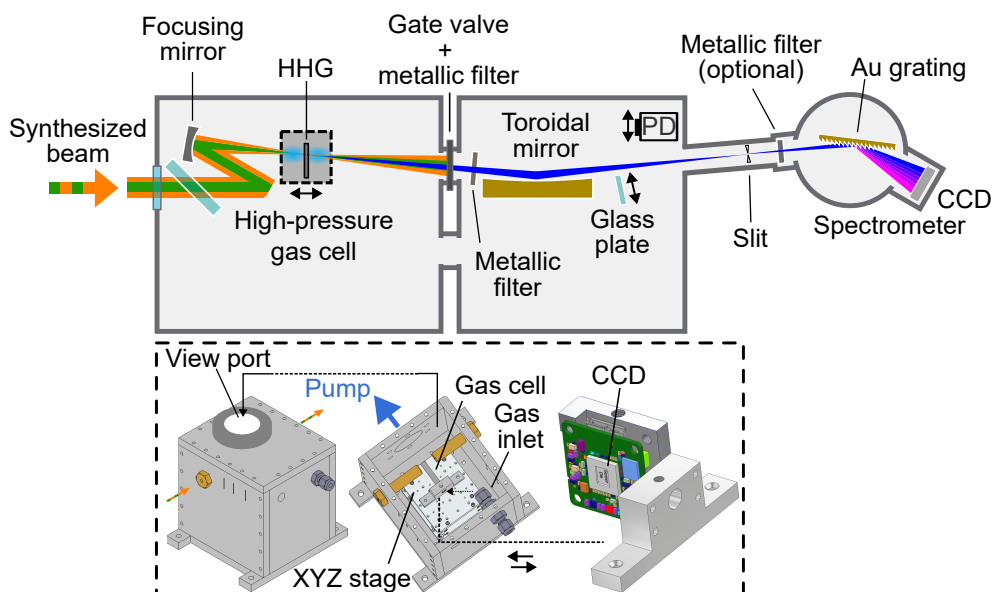 Focusing
mirror
HHG
Gate valve
+
metallic filter
Metallic filter
(optional)
Au grating
Synthesized
beam
PD
Toroidal
mirror
High-pressure
gas cell
Metallic
filter
Glass
plate
Slit
CCD
Spectrometer
View port
Pump
Gas cell
Gas
inlet
CCD
XYZ stage